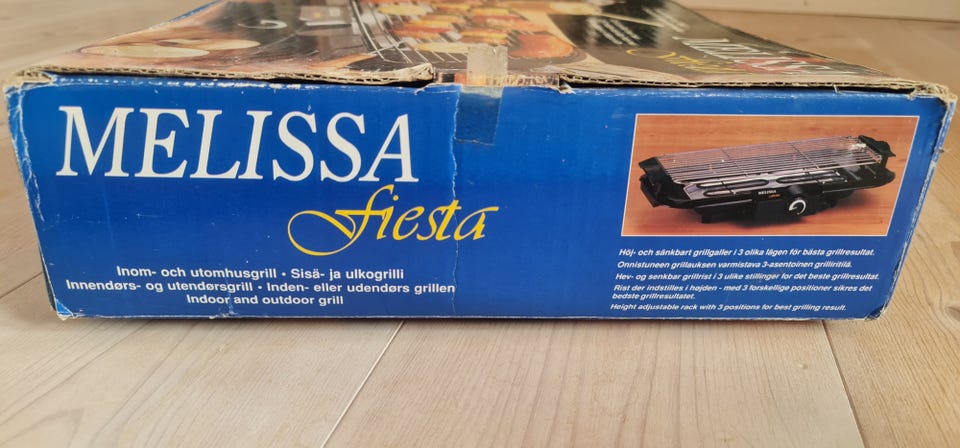 MELISSA
fiesta
Inom- och utomhusgrill • Sisä- ja ulkogrilli
Innendørs- og utendørsgrill • Inden- eller udendørs grillen
Indoor and outdoor grill
MELISSA
Höj- och sänkbart grillgaller i 3 olika lägen för bästa grillresultat.
Onnistuneen grillauksen varmistava 3-asentoinen grilliritilä.
Hev- og senkbar grillrist i 3 ulike stillinger for det beste grillresultat.
Rist der indstilles i højden - med 3 forskellige positioner sikres det
bedste grillresultatet.
Height adjustable rack with 3 positions for best grilling result.